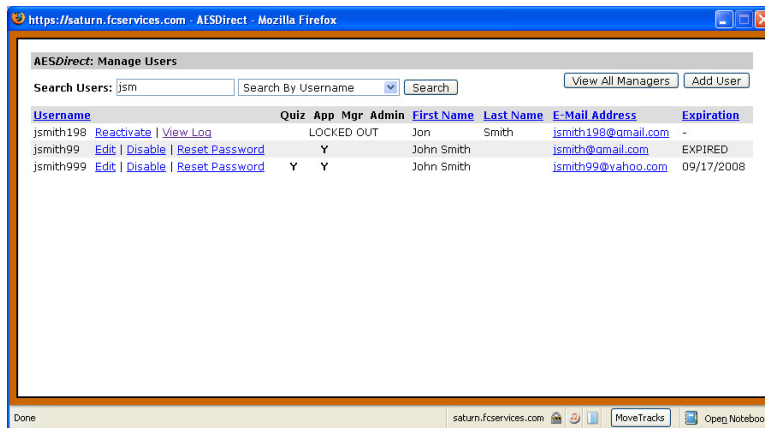 https://saturn.fcservices.com - AESDirect - Mozilla Firefox
AESDirect: Manage Users
Search Users: jsm Search By Username Search View All Managers Add User
Username Quiz App Mgr Admin First Name Last Name E-Mail Address Expiration
jsmith198 Reactivate | View Log LOCKED OUT Jon Smith jsmith198@gmail.com -
jsmith99 Edit | Disable | Reset Password Y John Smith jsmith@gmail.com EXPIRED
jsmith999 Edit | Disable | Reset Password Y Y John Smith jsmith99@yahoo.com 09/17/2008
Done saturn.fcservices.com MoveTracks Open Noteboo